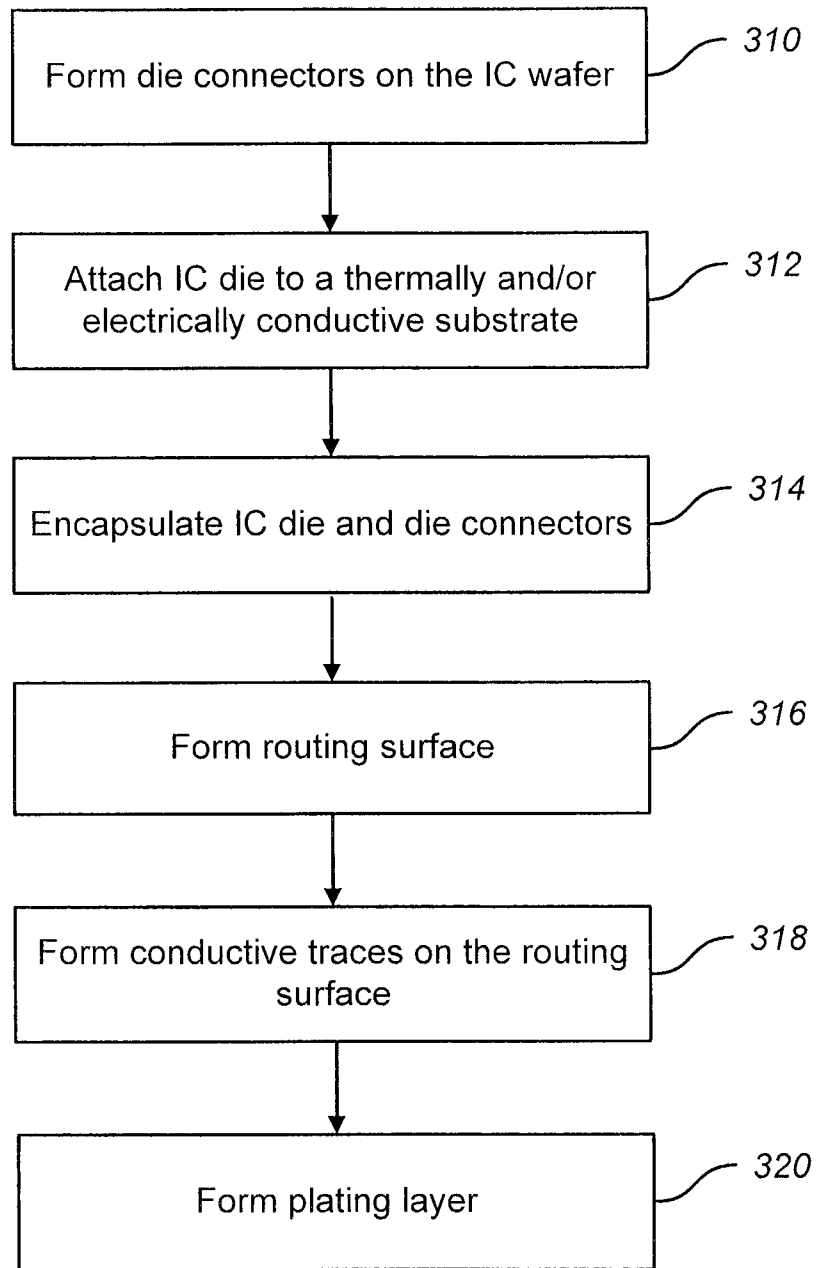 310
Form die connectors on the IC wafer
312
Attach IC die to a thermally and/or
electrically conductive substrate
314
Encapsulate IC die and die connectors
316
Form routing surface
318
Form conductive traces on the routing
surface
320
Form plating layer